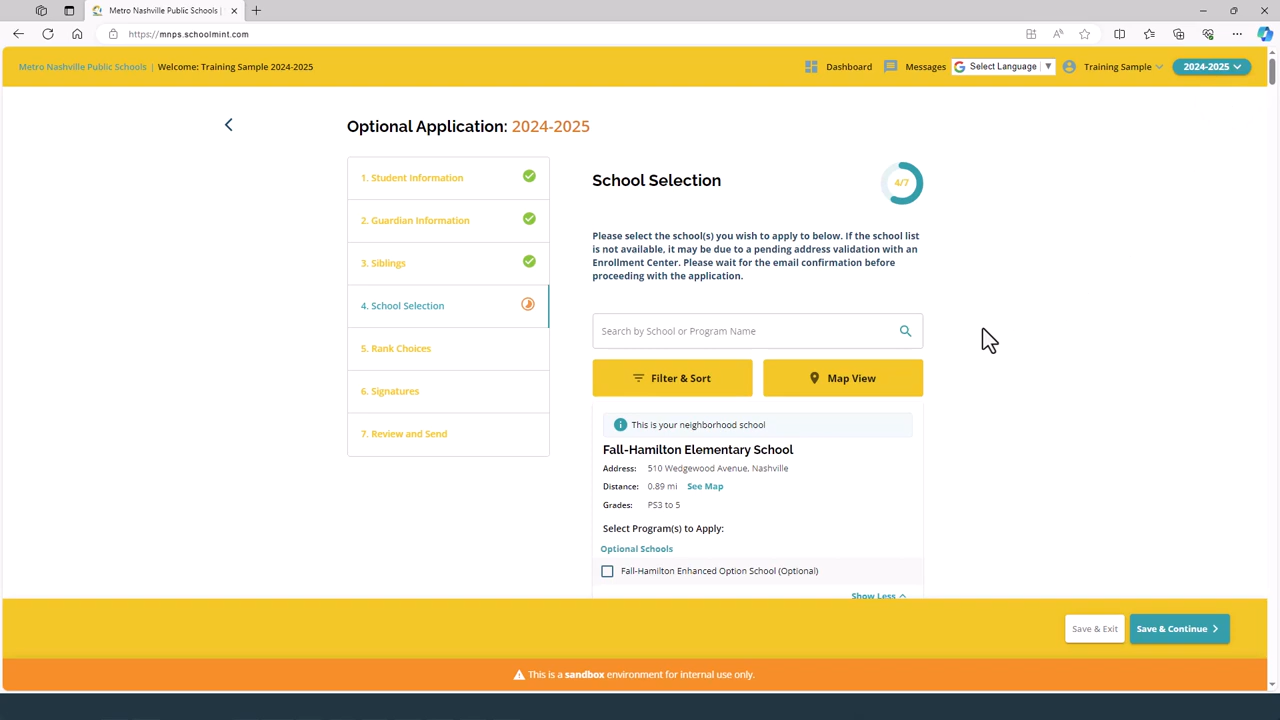 Metro Nashville Public Schools |
https://mnps.schoolmint.com
Metro Nashville Public Schools | Welcome: Training Sample 2024-2025
Dashboard Messages Select Language ▼ Training Sample 2024-2025
Optional Application: 2024-2025
1. Student Information
2. Guardian Information
3. Siblings
4. School Selection
5. Rank Choices
6. Signatures
7. Review and Send
School Selection
4/7
Please select the school(s) you wish to apply to below. If the school list
is not available, it may be due to a pending address validation with an
Enrollment Center. Please wait for the email confirmation before
proceeding with the application.
Search by School or Program Name
Filter & Sort Map View
This is your neighborhood school
Fall-Hamilton Elementary School
Address: 510 Wedgewood Avenue, Nashville
Distance: 0.89 mi See Map
Grades: PS3 to 5
Select Program(s) to Apply:
Optional Schools
Fall-Hamilton Enhanced Option School (Optional)
Show Less
Save & Exit Save & Continue
This is a sandbox environment for internal use only.